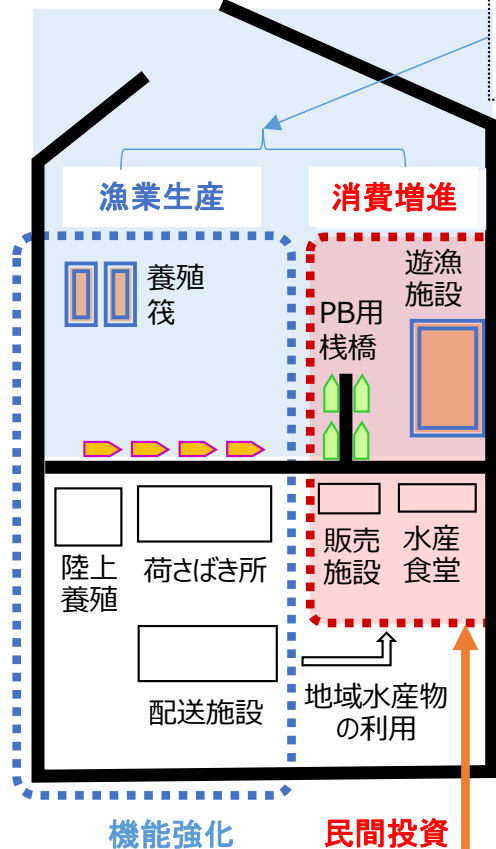 漁業生産
消費増進
養殖
筏
遊漁
施設
PB用
桟橋
陸上
養殖
荷さばき所
販売
施設
水産
食堂
配送施設
地域水産物
の利用
機能強化
民間投資